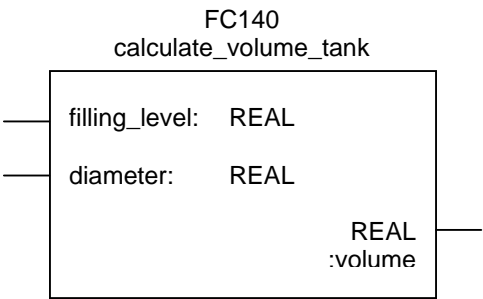 FC140
calculate_volume_tank
filling_level: REAL
diameter: REAL
REAL
:volume